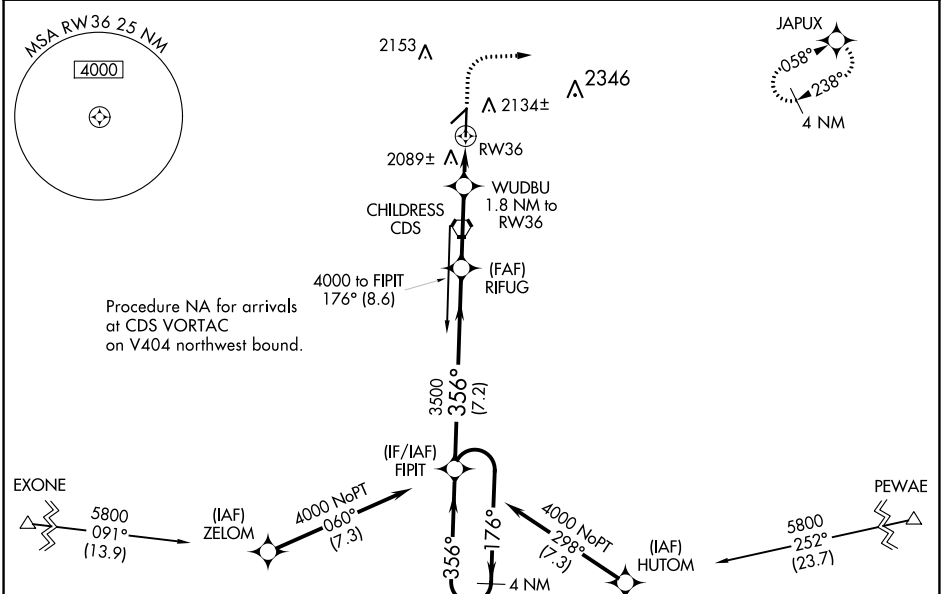 MSA RW36 25 NM
4000
2153
2346
2134±
RW36
2089±
WUDBU
1.8 NM to
RW36
JAPUX
058°
238°
4 NM
CHILDRESS
CDS
4000 to FIPIT
176° (8.6)
(FAF)
RIFUG
Procedure NA for arrivals
at CDS VORTAC
on V404 northwest bound.
3500
356°
(7.2)
(IF/IAF)
FIPIT
EXONE
5800
091°
(13.9)
(IAF)
ZELOM
4000 NoPT
060°
(7.3)
356°
176°
4 NM
4000 NoPT
298°
(7.3)
(IAF)
HUTOM
PEWAE
5800
252°
(23.7)